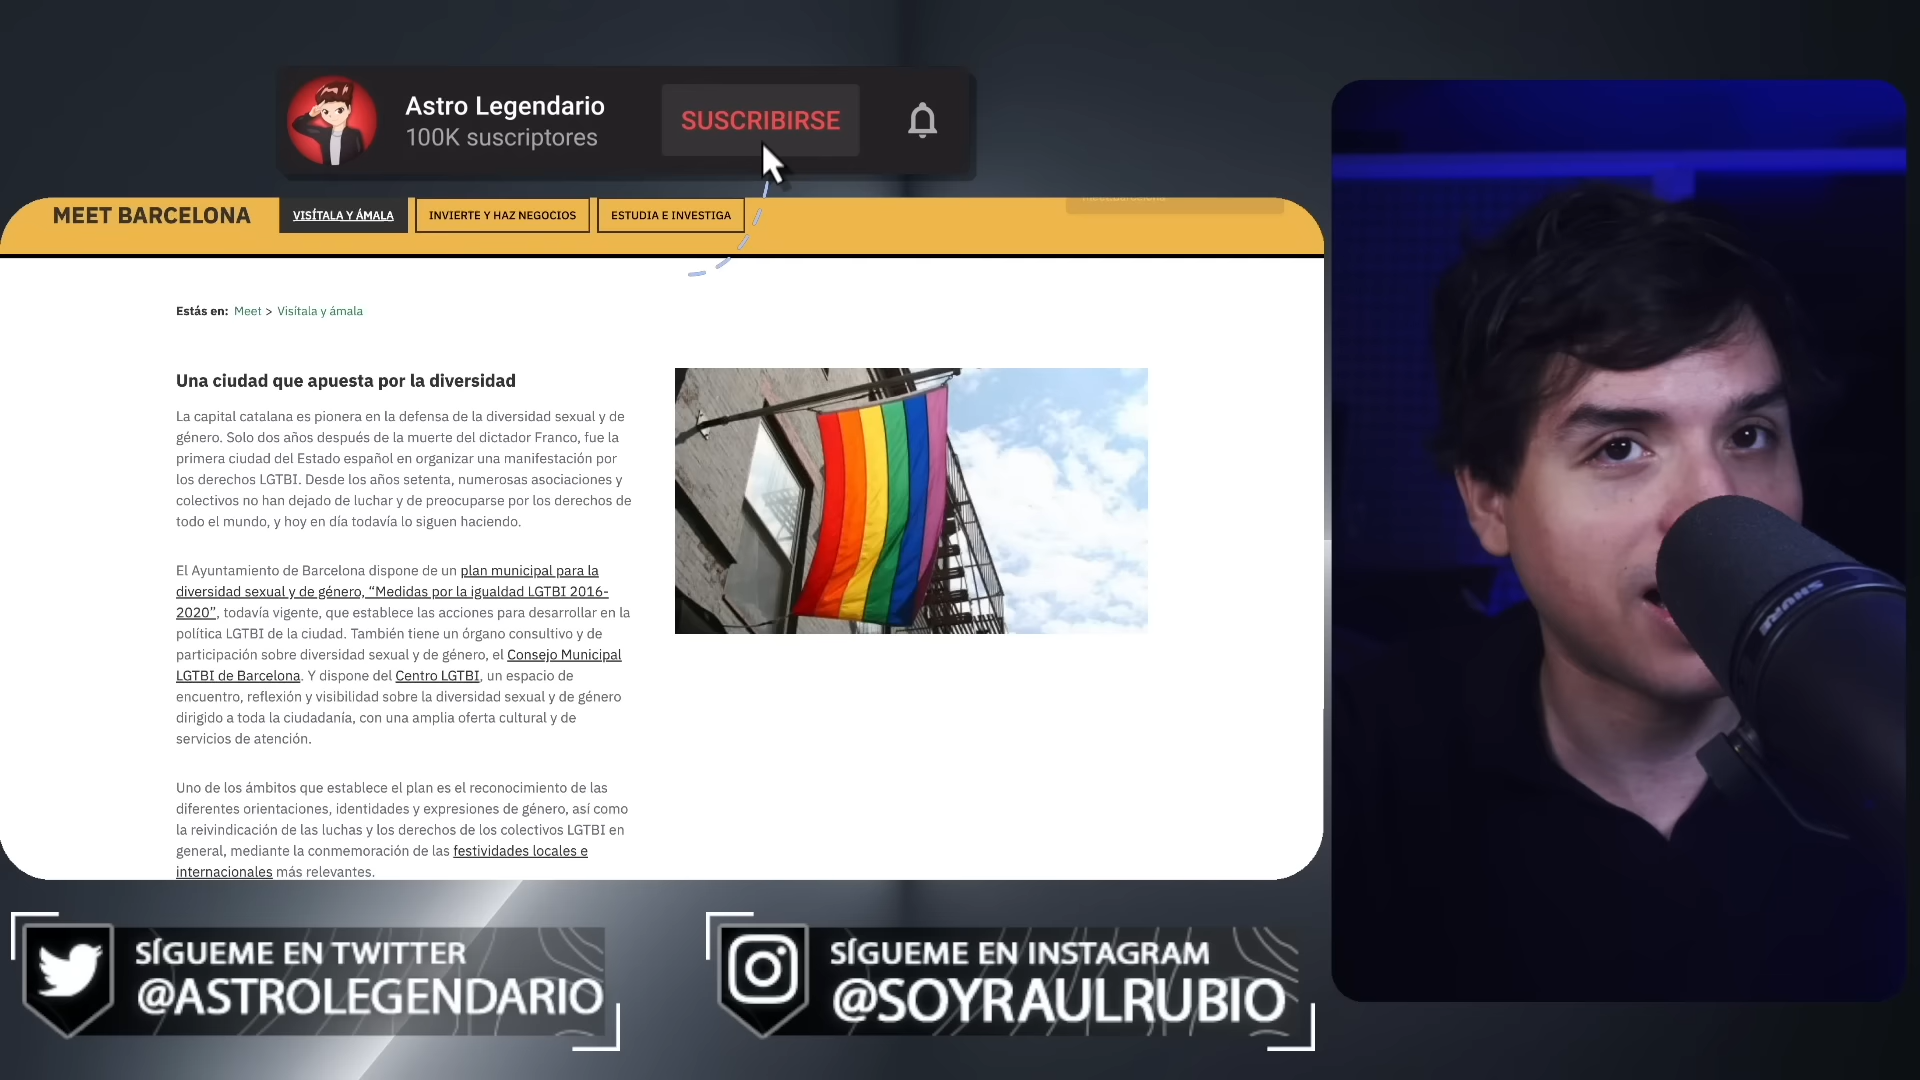 Astro Legendario
100K suscriptores
SUSCRIBIRSE
MEET BARCELONA
VISÍTALA Y ÁMALA
INVIERTE Y HAZ NEGOCIOS
ESTUDIA E INVESTIGA
Estás en: Meet > Visítala y ámala
Una ciudad que apuesta por la diversidad
La capital catalana es pionera en la defensa de la diversidad sexual y de
género. Solo dos años después de la muerte del dictador Franco, fue la
primera ciudad del Estado español en organizar una manifestación por
los derechos LGTBI. Desde los años setenta, numerosas asociaciones y
colectivos no han dejado de luchar y de preocuparse por los derechos de
todo el mundo, y hoy en día todavía lo siguen haciendo.
El Ayuntamiento de Barcelona dispone de un plan municipal para la
diversidad sexual y de género, “Medidas por la igualdad LGTBI 2016-
2020”, todavía vigente, que establece las acciones para desarrollar en la
política LGTBI de la ciudad. También tiene un órgano consultivo y de
participación sobre diversidad sexual y de género, el Consejo Municipal
LGTBI de Barcelona. Y dispone del Centro LGTBI, un espacio de
encuentro, reflexión y visibilidad sobre la diversidad sexual y de género
dirigido a toda la ciudadanía, con una amplia oferta cultural y de
servicios de atención.
Uno de los ámbitos que establece el plan es el reconocimiento de las
diferentes orientaciones, identidades y expresiones de género, así como
la reivindicación de las luchas y los derechos de los colectivos LGTBI en
general, mediante la conmemoración de las festividades locales e
internacionales más relevantes.
SHURE
SÍGUEME EN TWITTER
@ASTROLEGENDARIO
SÍGUEME EN INSTAGRAM
@SOYRAULRUBIO